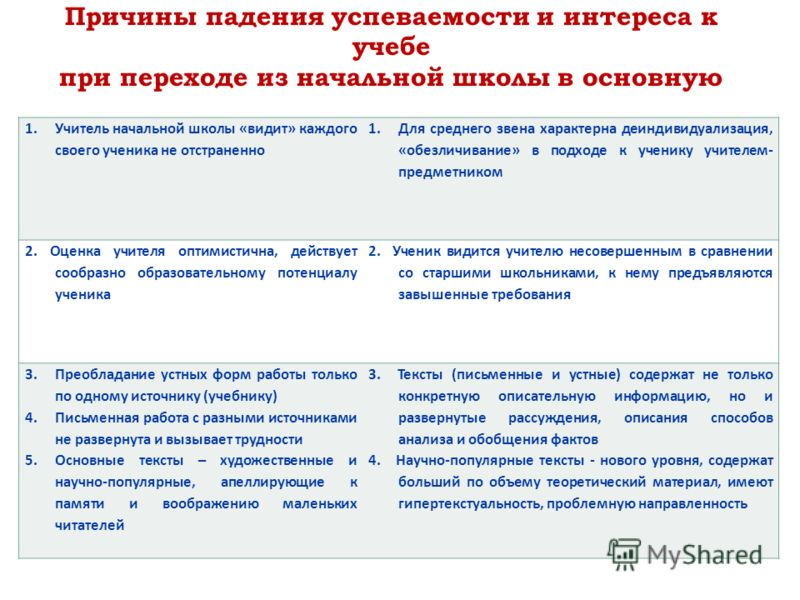 Причины падения успеваемости и интереса к
учебе
при переходе из начальной школы в основную
1. Учитель начальной школы «видит» каждого
своего ученика не отстраненно
1. Для среднего звена характерна деиндивидуализация,
«обезличивание» в подходе к ученику учителем-
предметником
2. Оценка учителя оптимистична, действует
сообразно образовательному потенциалу
ученика
2. Ученик видится учителю несовершенным в сравнении
со старшими школьниками, к нему предъявляются
завышенные требования
3. Преобладание устных форм работы только
по одному источнику (учебнику)
4. Письменная работа с разными источниками
не развернута и вызывает трудности
5. Основные тексты – художественные и
научно-популярные, апеллирующие к
памяти и воображению маленьких
читателей
3. Тексты (письменные и устные) содержат не только
конкретную описательную информацию, но и
развернутые рассуждения, описания способов
анализа и обобщения фактов
4. Научно-популярные тексты - нового уровня, содержат
больший по объему теоретический материал, имеют
гипертекстуальность, проблемную направленность
MyShared